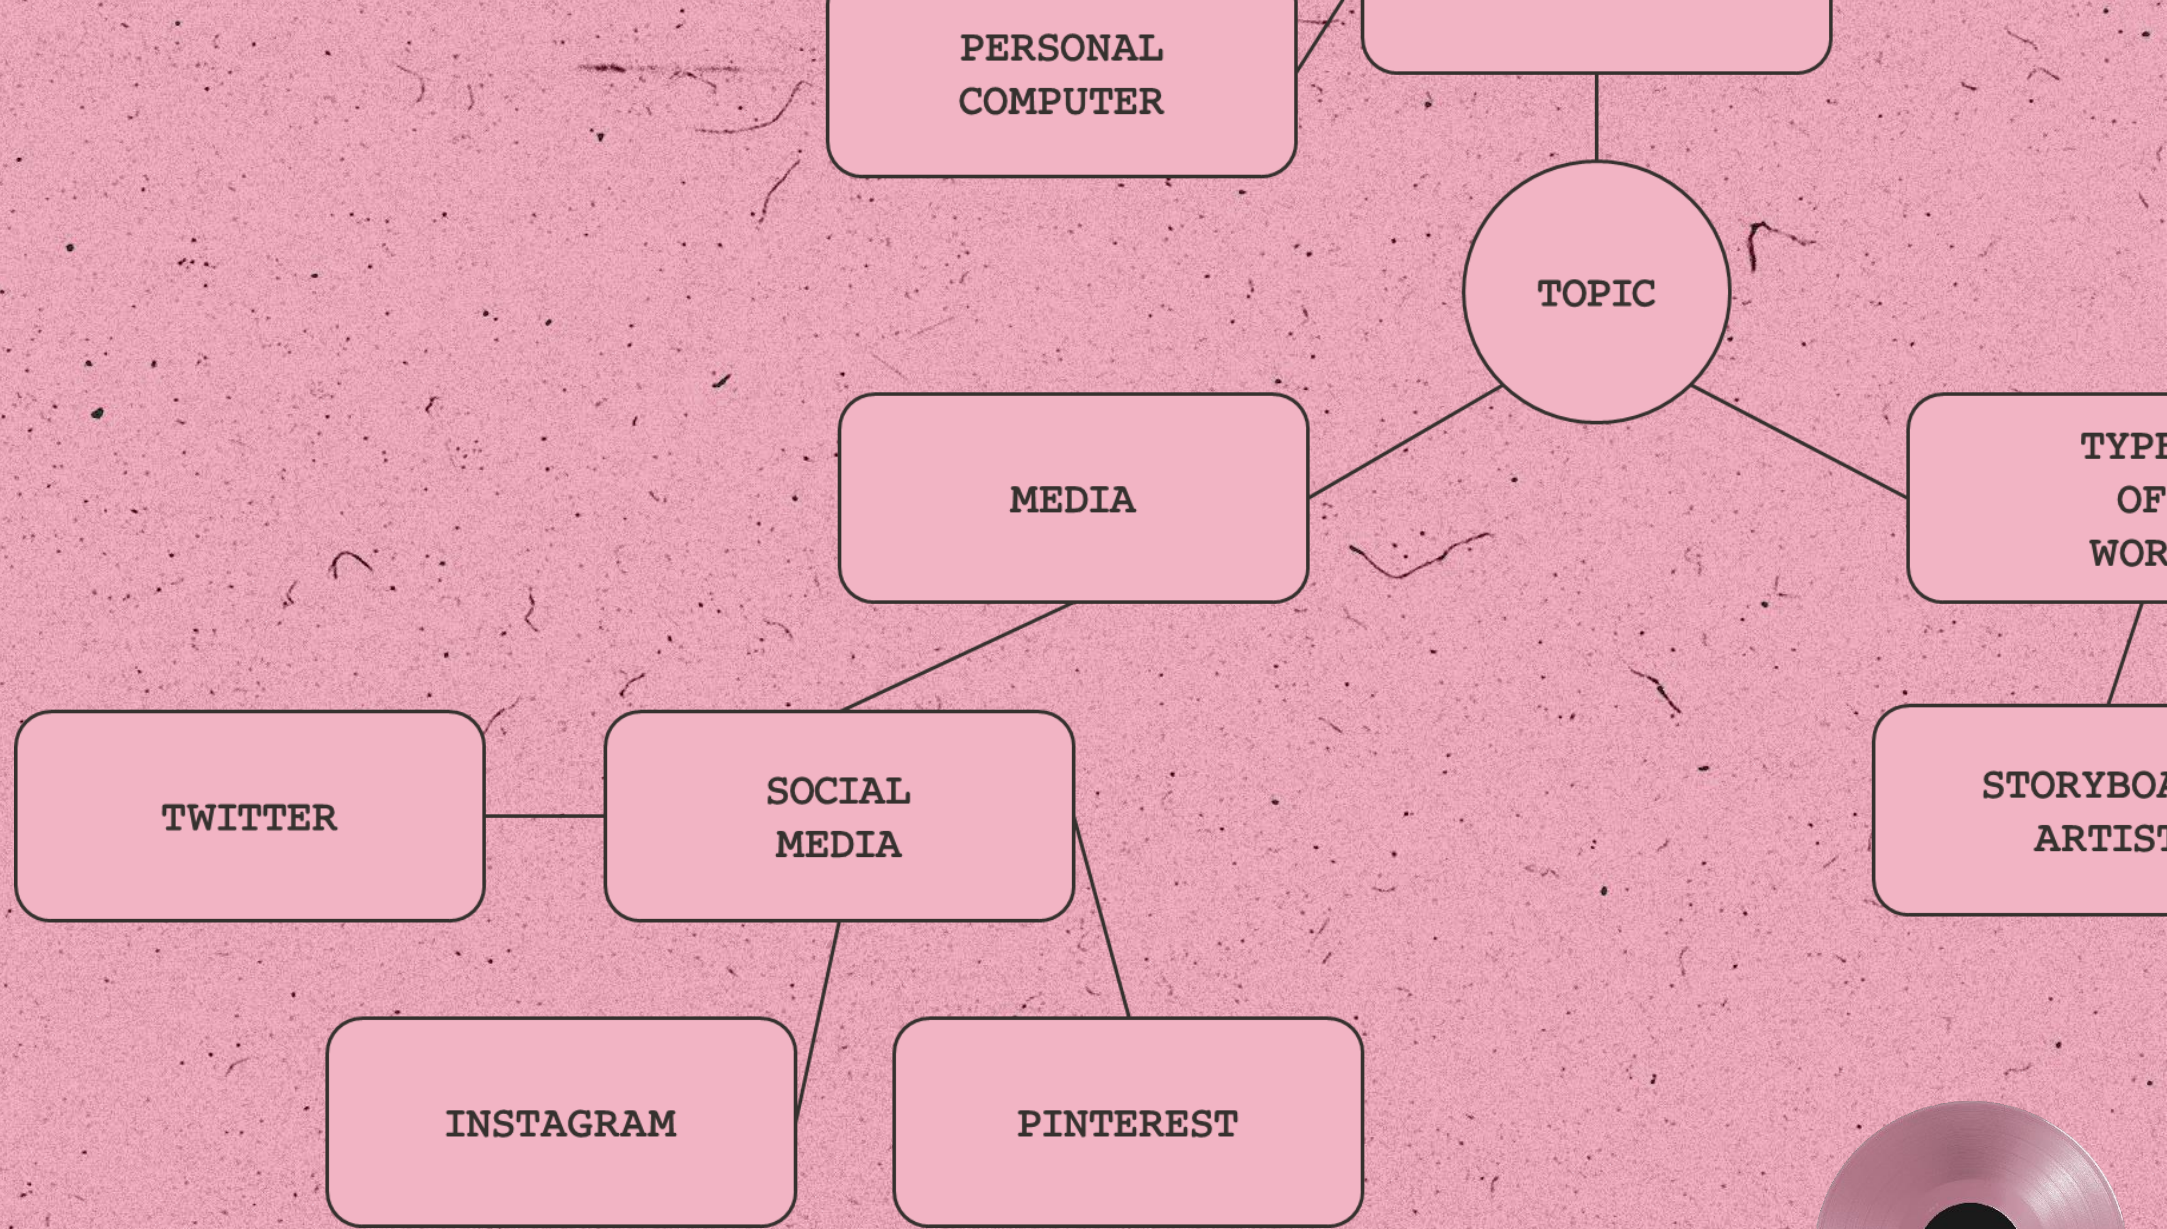 PERSONAL
COMPUTER
TOPIC
MEDIA
OF
SOCIAL
MEDIA
TWITTER
INSTAGRAM
PINTEREST